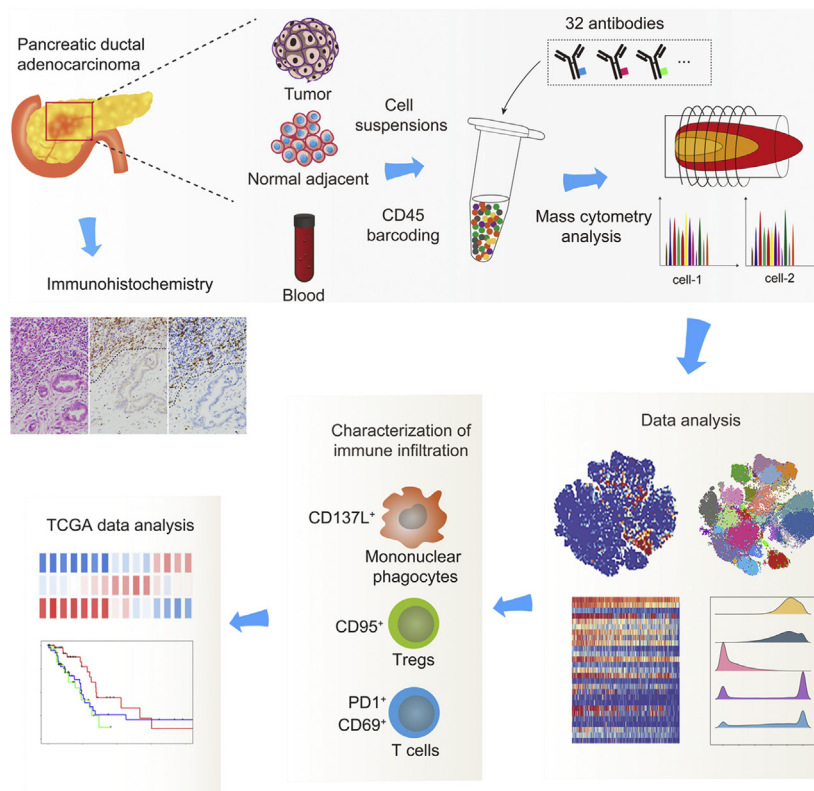 Pancreatic ductal
adenocarcinoma
Tumor
Normal adjacent
Blood
Cell
suspensions
CD45
barcoding
32 antibodies
...
Mass cytometry
analysis
cell-1
cell-2
Immunohistochemistry
Data analysis
Characterization of
immune infiltration
CD137L⁺
Mononuclear
phagocytes
CD95⁺
Tregs
PD1⁺
CD69⁺
T cells
TCGA data analysis